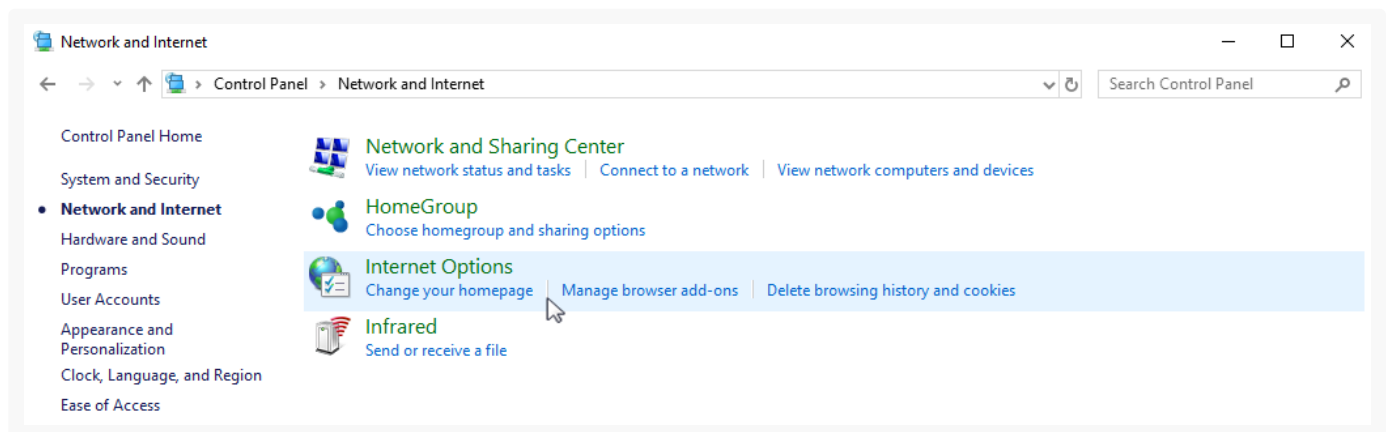 Network and Internet
Control Panel > Network and Internet
Search Control Panel
Control Panel Home
System and Security
Network and Internet
Hardware and Sound
Programs
User Accounts
Appearance and
Personalization
Clock, Language, and Region
Ease of Access
Network and Sharing Center
View network status and tasks | Connect to a network | View network computers and devices
HomeGroup
Choose homegroup and sharing options
Internet Options
Change your homepage | Manage browser add-ons | Delete browsing history and cookies
Infrared
Send or receive a file